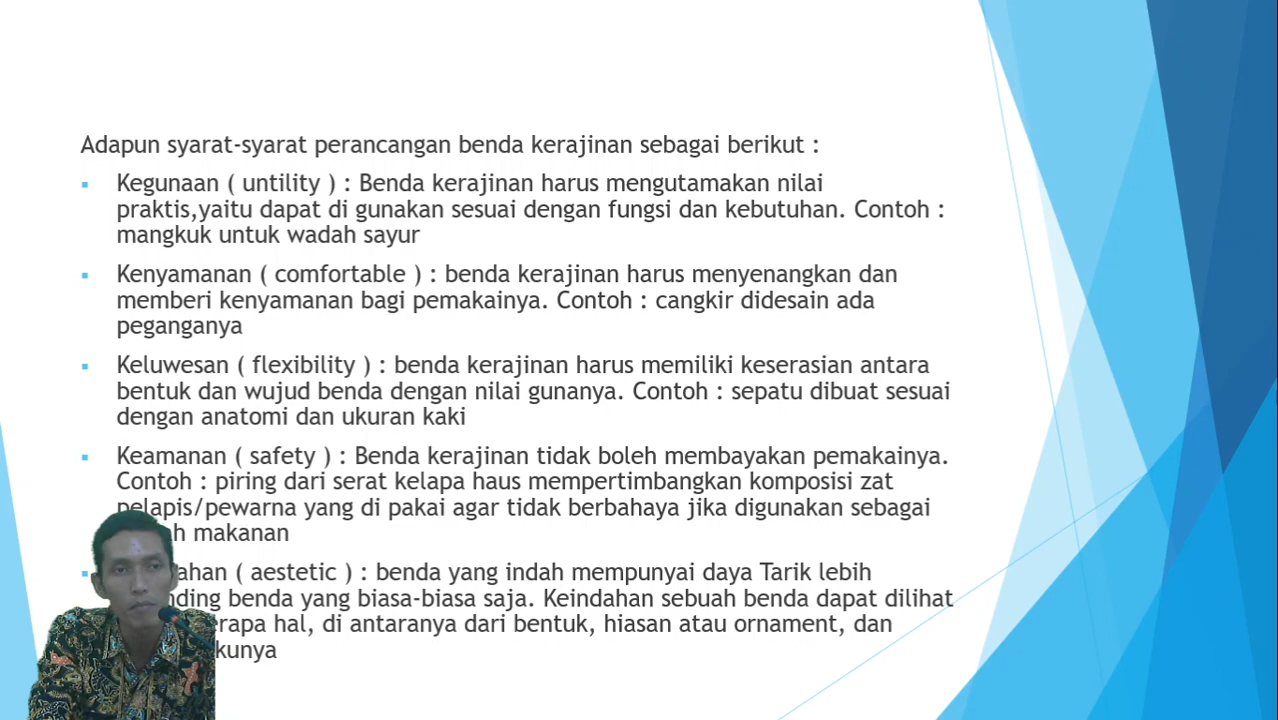 Adapun syarat-syarat perancangan benda kerajinan sebagai berikut :
Kegunaan ( untility ) : Benda kerajinan harus mengutamakan nilai
praktis,yaitu dapat di gunakan sesuai dengan fungsi dan kebutuhan. Contoh :
mangkuk untuk wadah sayur
Kenyamanan ( comfortable ) : benda kerajinan harus menyenangkan dan
memberi kenyamanan bagi pemakainya. Contoh : cangkir didesain ada
peganganya
Keluwesan ( flexibility ) : benda kerajinan harus memiliki keserasian antara
bentuk dan wujud benda dengan nilai gunanya. Contoh : sepatu dibuat sesuai
dengan anatomi dan ukuran kaki
Keamanan ( safety ) : Benda kerajinan tidak boleh membayakan pemakainya.
Contoh : piring dari serat kelapa haus mempertimbangkan komposisi zat
pelapis/pewarna yang di pakai agar tidak berbahaya jika digunakan sebagai
makanan
( aestetic ) : benda yang indah mempunyai daya Tarik lebih
benda yang biasa-biasa saja. Keindahan sebuah benda dapat dilihat
hal, di antaranya dari bentuk, hiasan atau ornament, dan